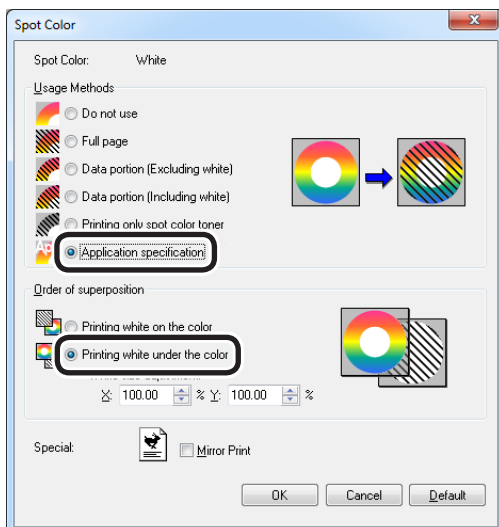 Spot Color
Spot Color: White
Usage Methods
Do not use
Full page
Data portion (Excluding white)
Data portion (Including white)
Printing only spot color toner
Application specification
Order of superposition
Printing white on the color
Printing white under the color
X: 100.00 % Y: 100.00 %
Special: Mirror Print
OK Cancel Default